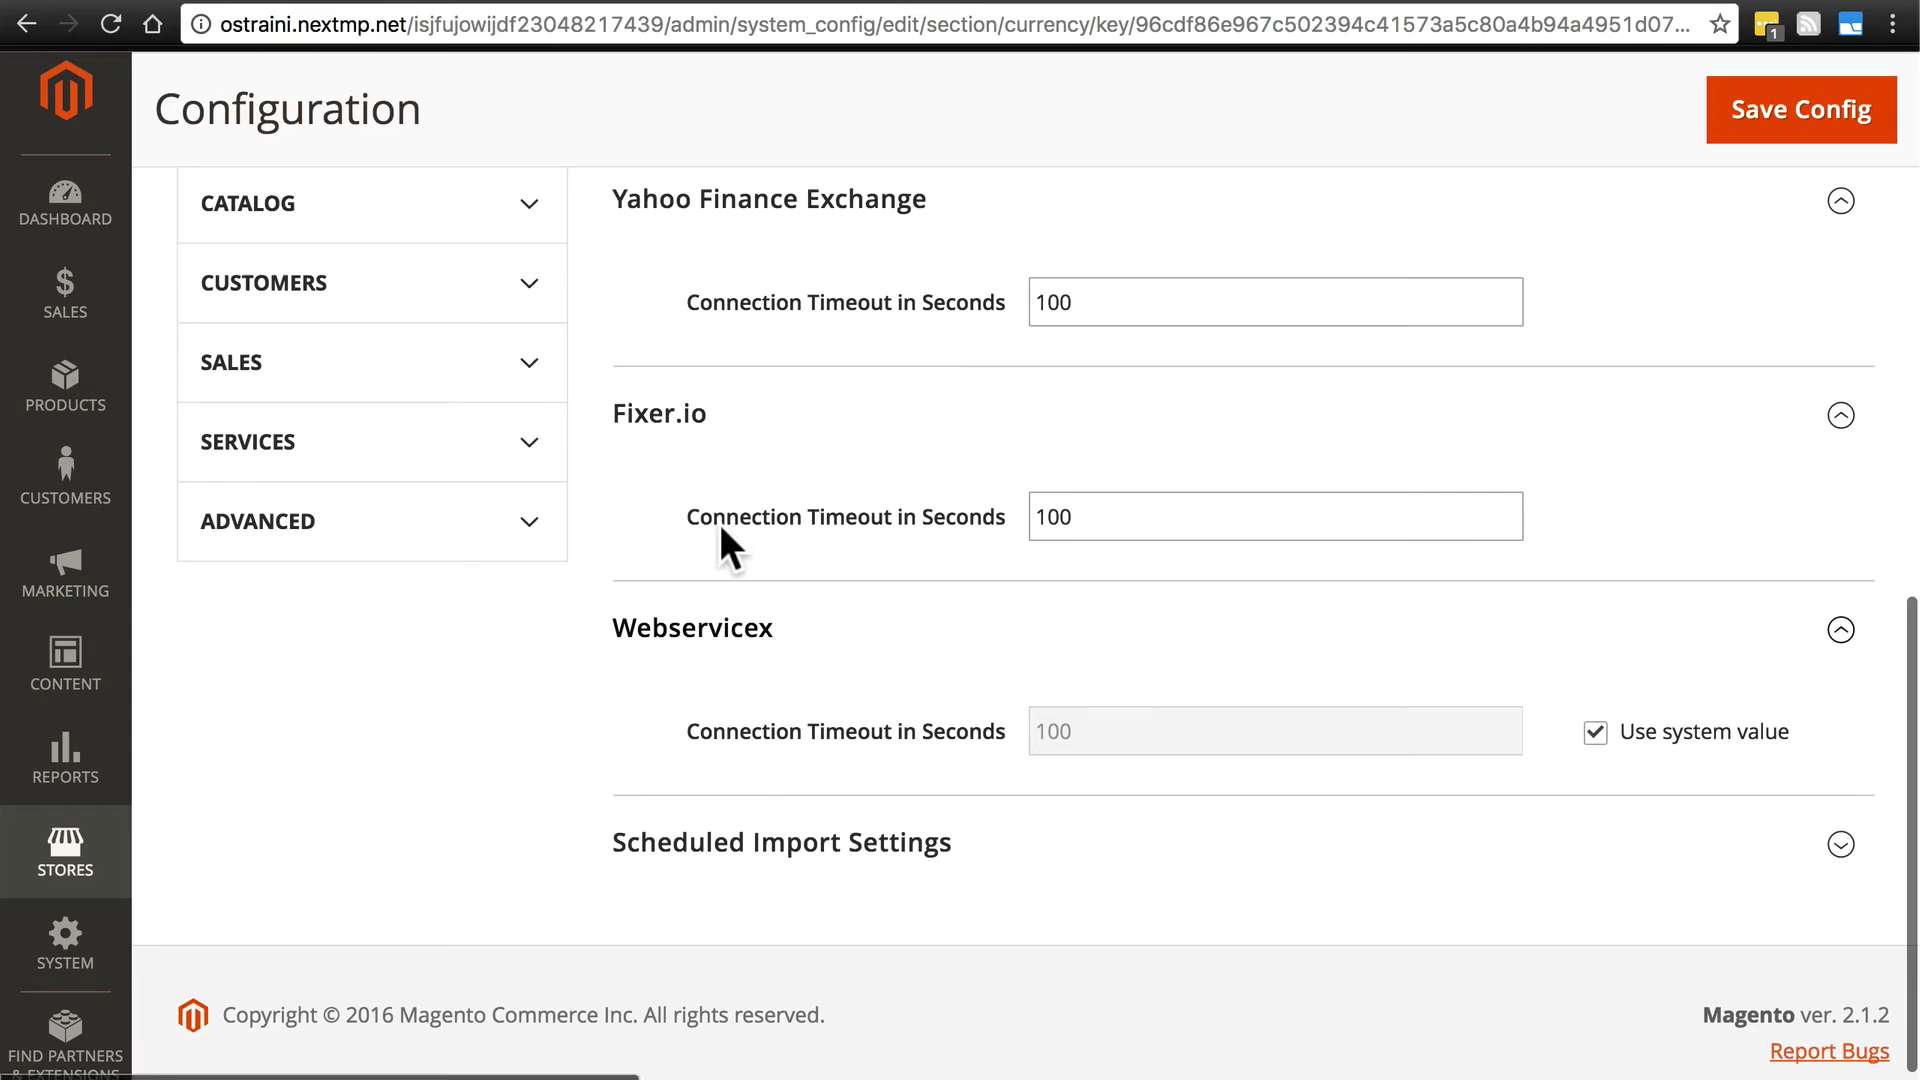 ostraini.nextmp.net/isjfujowijdf23048217439/admin/system_config/edit/section/currency/key/96cdf86e967c502394c41573a5c80a4b94a4951d07...
1
Configuration
Save Config
DASHBOARD
SALES
PRODUCTS
CUSTOMERS
MARKETING
CONTENT
REPORTS
STORES
SYSTEM
FIND PARTNERS
& EXTENSIONS
CATALOG
CUSTOMERS
SALES
SERVICES
ADVANCED
Yahoo Finance Exchange
Connection Timeout in Seconds 100
Fixer.io
Connection Timeout in Seconds 100
Webservicex
Connection Timeout in Seconds 100 Use system value
Scheduled Import Settings
Copyright © 2016 Magento Commerce Inc. All rights reserved.
Magento ver. 2.1.2
Report Bugs